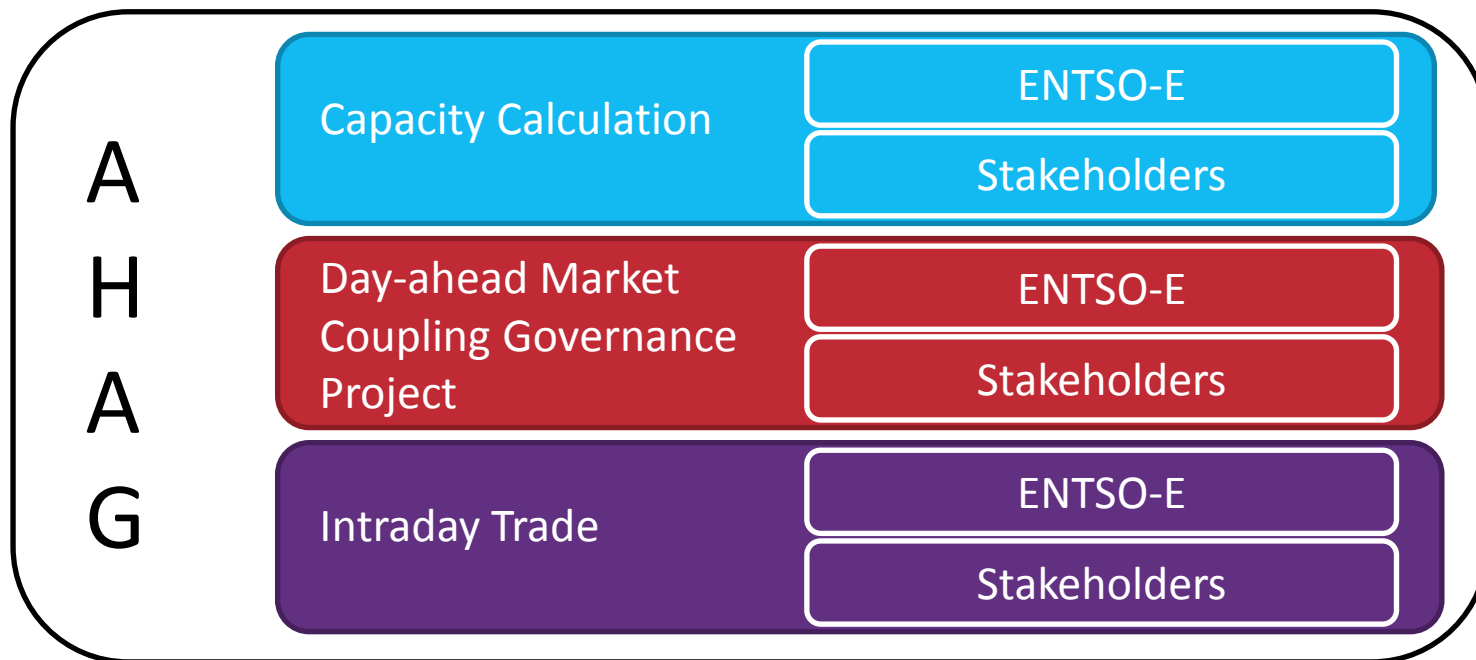 A
H
A
G
Capacity Calculation
ENTSO-E
Stakeholders
Day-ahead Market
Coupling Governance
Project
ENTSO-E
Stakeholders
Intraday Trade
ENTSO-E
Stakeholders